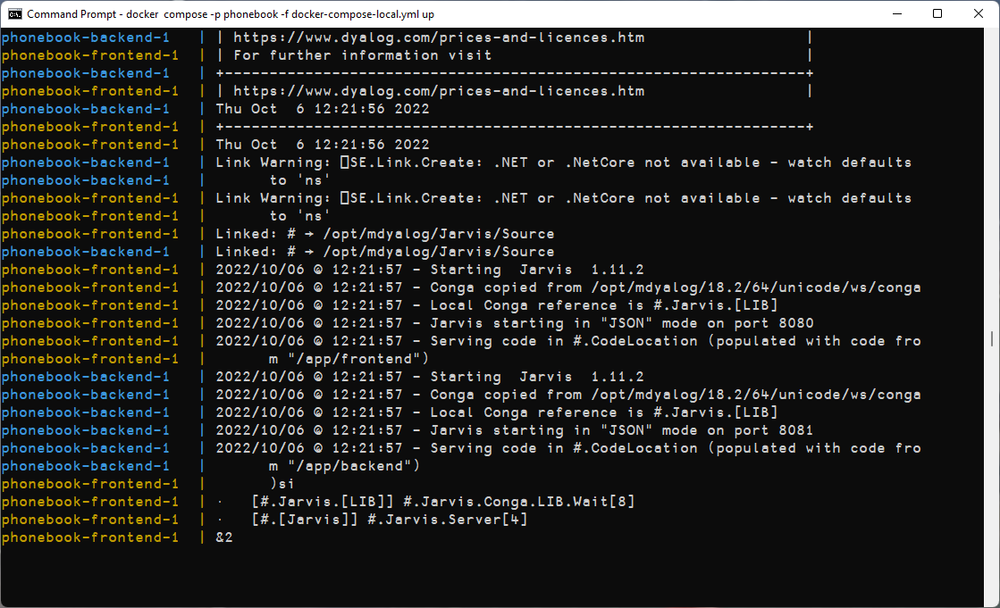 Command Prompt - docker  compose -p phonebook -f docker-compose-local.yml up
phonebook-backend-1   | | https://www.dyalog.com/prices-and-licences.htm                  |
phonebook-frontend-1  | | For further information visit                                   |
phonebook-backend-1   | +-----------------------------------------------------------------+
phonebook-frontend-1  | | https://www.dyalog.com/prices-and-licences.htm                  |
phonebook-backend-1   | Thu Oct  6 12:21:56 2022
phonebook-frontend-1  | +-----------------------------------------------------------------+
phonebook-frontend-1  | Thu Oct  6 12:21:56 2022
phonebook-backend-1   | Link Warning: ⎕SE.Link.Create: .NET or .NetCore not available - watch defaults
phonebook-backend-1   |       to 'ns'
phonebook-frontend-1  | Link Warning: ⎕SE.Link.Create: .NET or .NetCore not available - watch defaults
phonebook-frontend-1  |       to 'ns'
phonebook-frontend-1  | Linked: # → /opt/mdyalog/Jarvis/Source
phonebook-backend-1   | Linked: # → /opt/mdyalog/Jarvis/Source
phonebook-frontend-1  | 2022/10/06 @ 12:21:57 - Starting  Jarvis  1.11.2
phonebook-frontend-1  | 2022/10/06 @ 12:21:57 - Conga copied from /opt/mdyalog/18.2/64/unicode/ws/conga
phonebook-frontend-1  | 2022/10/06 @ 12:21:57 - Local Conga reference is #.Jarvis.[LIB]
phonebook-frontend-1  | 2022/10/06 @ 12:21:57 - Jarvis starting in "JSON" mode on port 8080
phonebook-frontend-1  | 2022/10/06 @ 12:21:57 - Serving code in #.CodeLocation (populated with code fro
phonebook-frontend-1  |       m "/app/frontend")
phonebook-backend-1   | 2022/10/06 @ 12:21:57 - Starting  Jarvis  1.11.2
phonebook-backend-1   | 2022/10/06 @ 12:21:57 - Conga copied from /opt/mdyalog/18.2/64/unicode/ws/conga
phonebook-backend-1   | 2022/10/06 @ 12:21:57 - Local Conga reference is #.Jarvis.[LIB]
phonebook-backend-1   | 2022/10/06 @ 12:21:57 - Jarvis starting in "JSON" mode on port 8081
phonebook-backend-1   | 2022/10/06 @ 12:21:57 - Serving code in #.CodeLocation (populated with code fro
phonebook-backend-1   |       m "/app/backend")
phonebook-frontend-1  |       )si
phonebook-frontend-1  | ·   [#.Jarvis.[LIB]] #.Jarvis.Conga.LIB.Wait[8]
phonebook-frontend-1  | ·   [#.[Jarvis]] #.Jarvis.Server[4]
phonebook-frontend-1  | &2